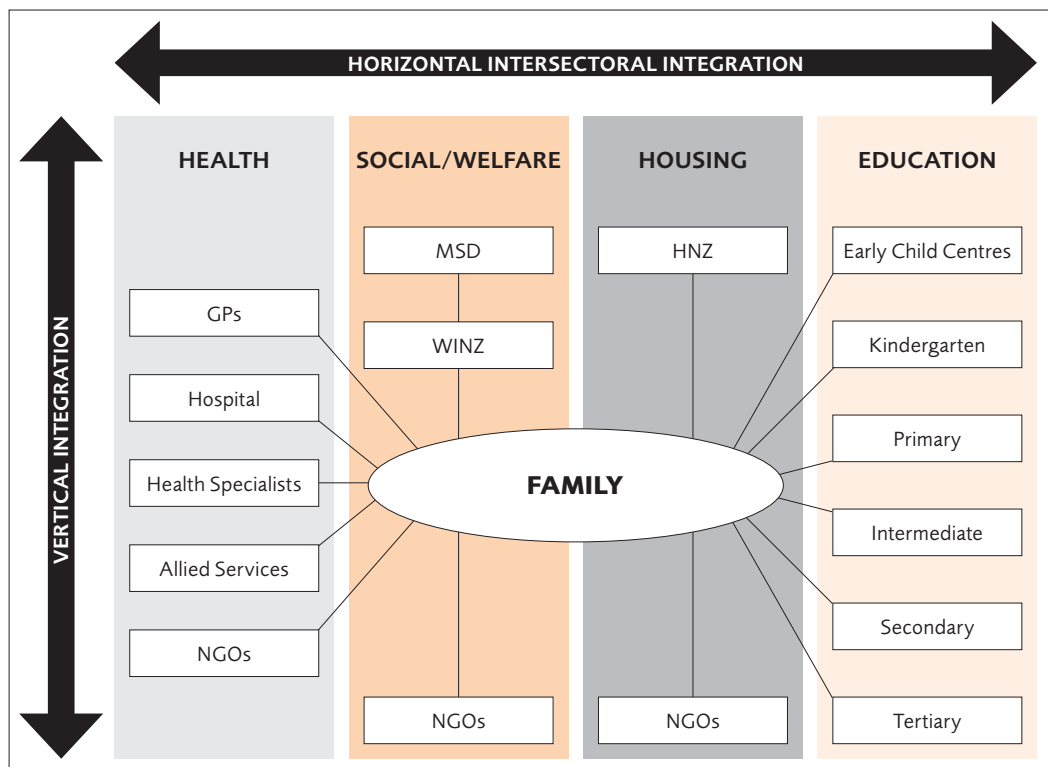 HORIZONTAL INTERSECTORAL INTEGRATION
VERTICAL INTEGRATION
HEALTH
GPs
Hospital
Health Specialists
Allied Services
NGOs
SOCIAL/WELFARE
MSD
WINZ
NGOs
HOUSING
HNZ
NGOs
EDUCATION
Early Child Centres
Kindergarten
Primary
Intermediate
Secondary
Tertiary
FAMILY